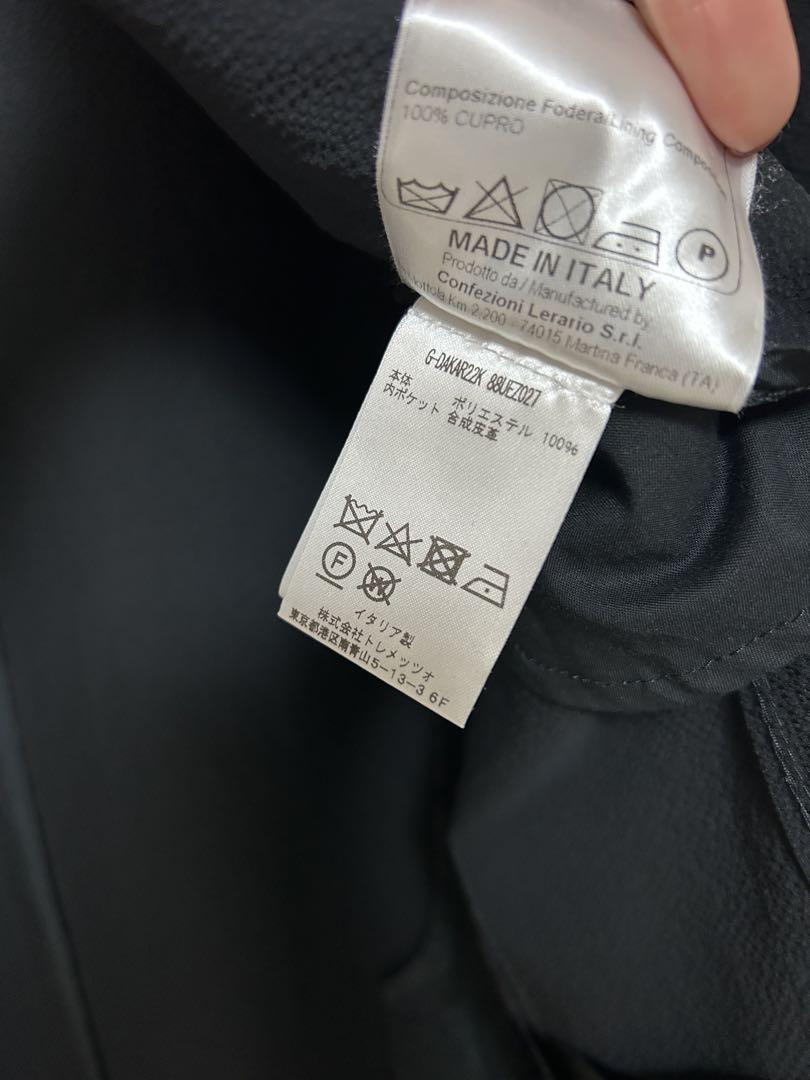 Composizione Fodera/Lining
100% CUPRO
P
MADE IN ITALY
Prodotto da / Manufactured by
Confezioni Lerario S.r.l.
Km 2.200 - 74015 Martina Franca (TA)
G-DAKAR22K 88UEZ027
本体 ポリエステル 100%
内ポケット 合成皮革
F W
イタリア製
株式会社トレメッツォ
東京都港区南青山5-13-3 6F